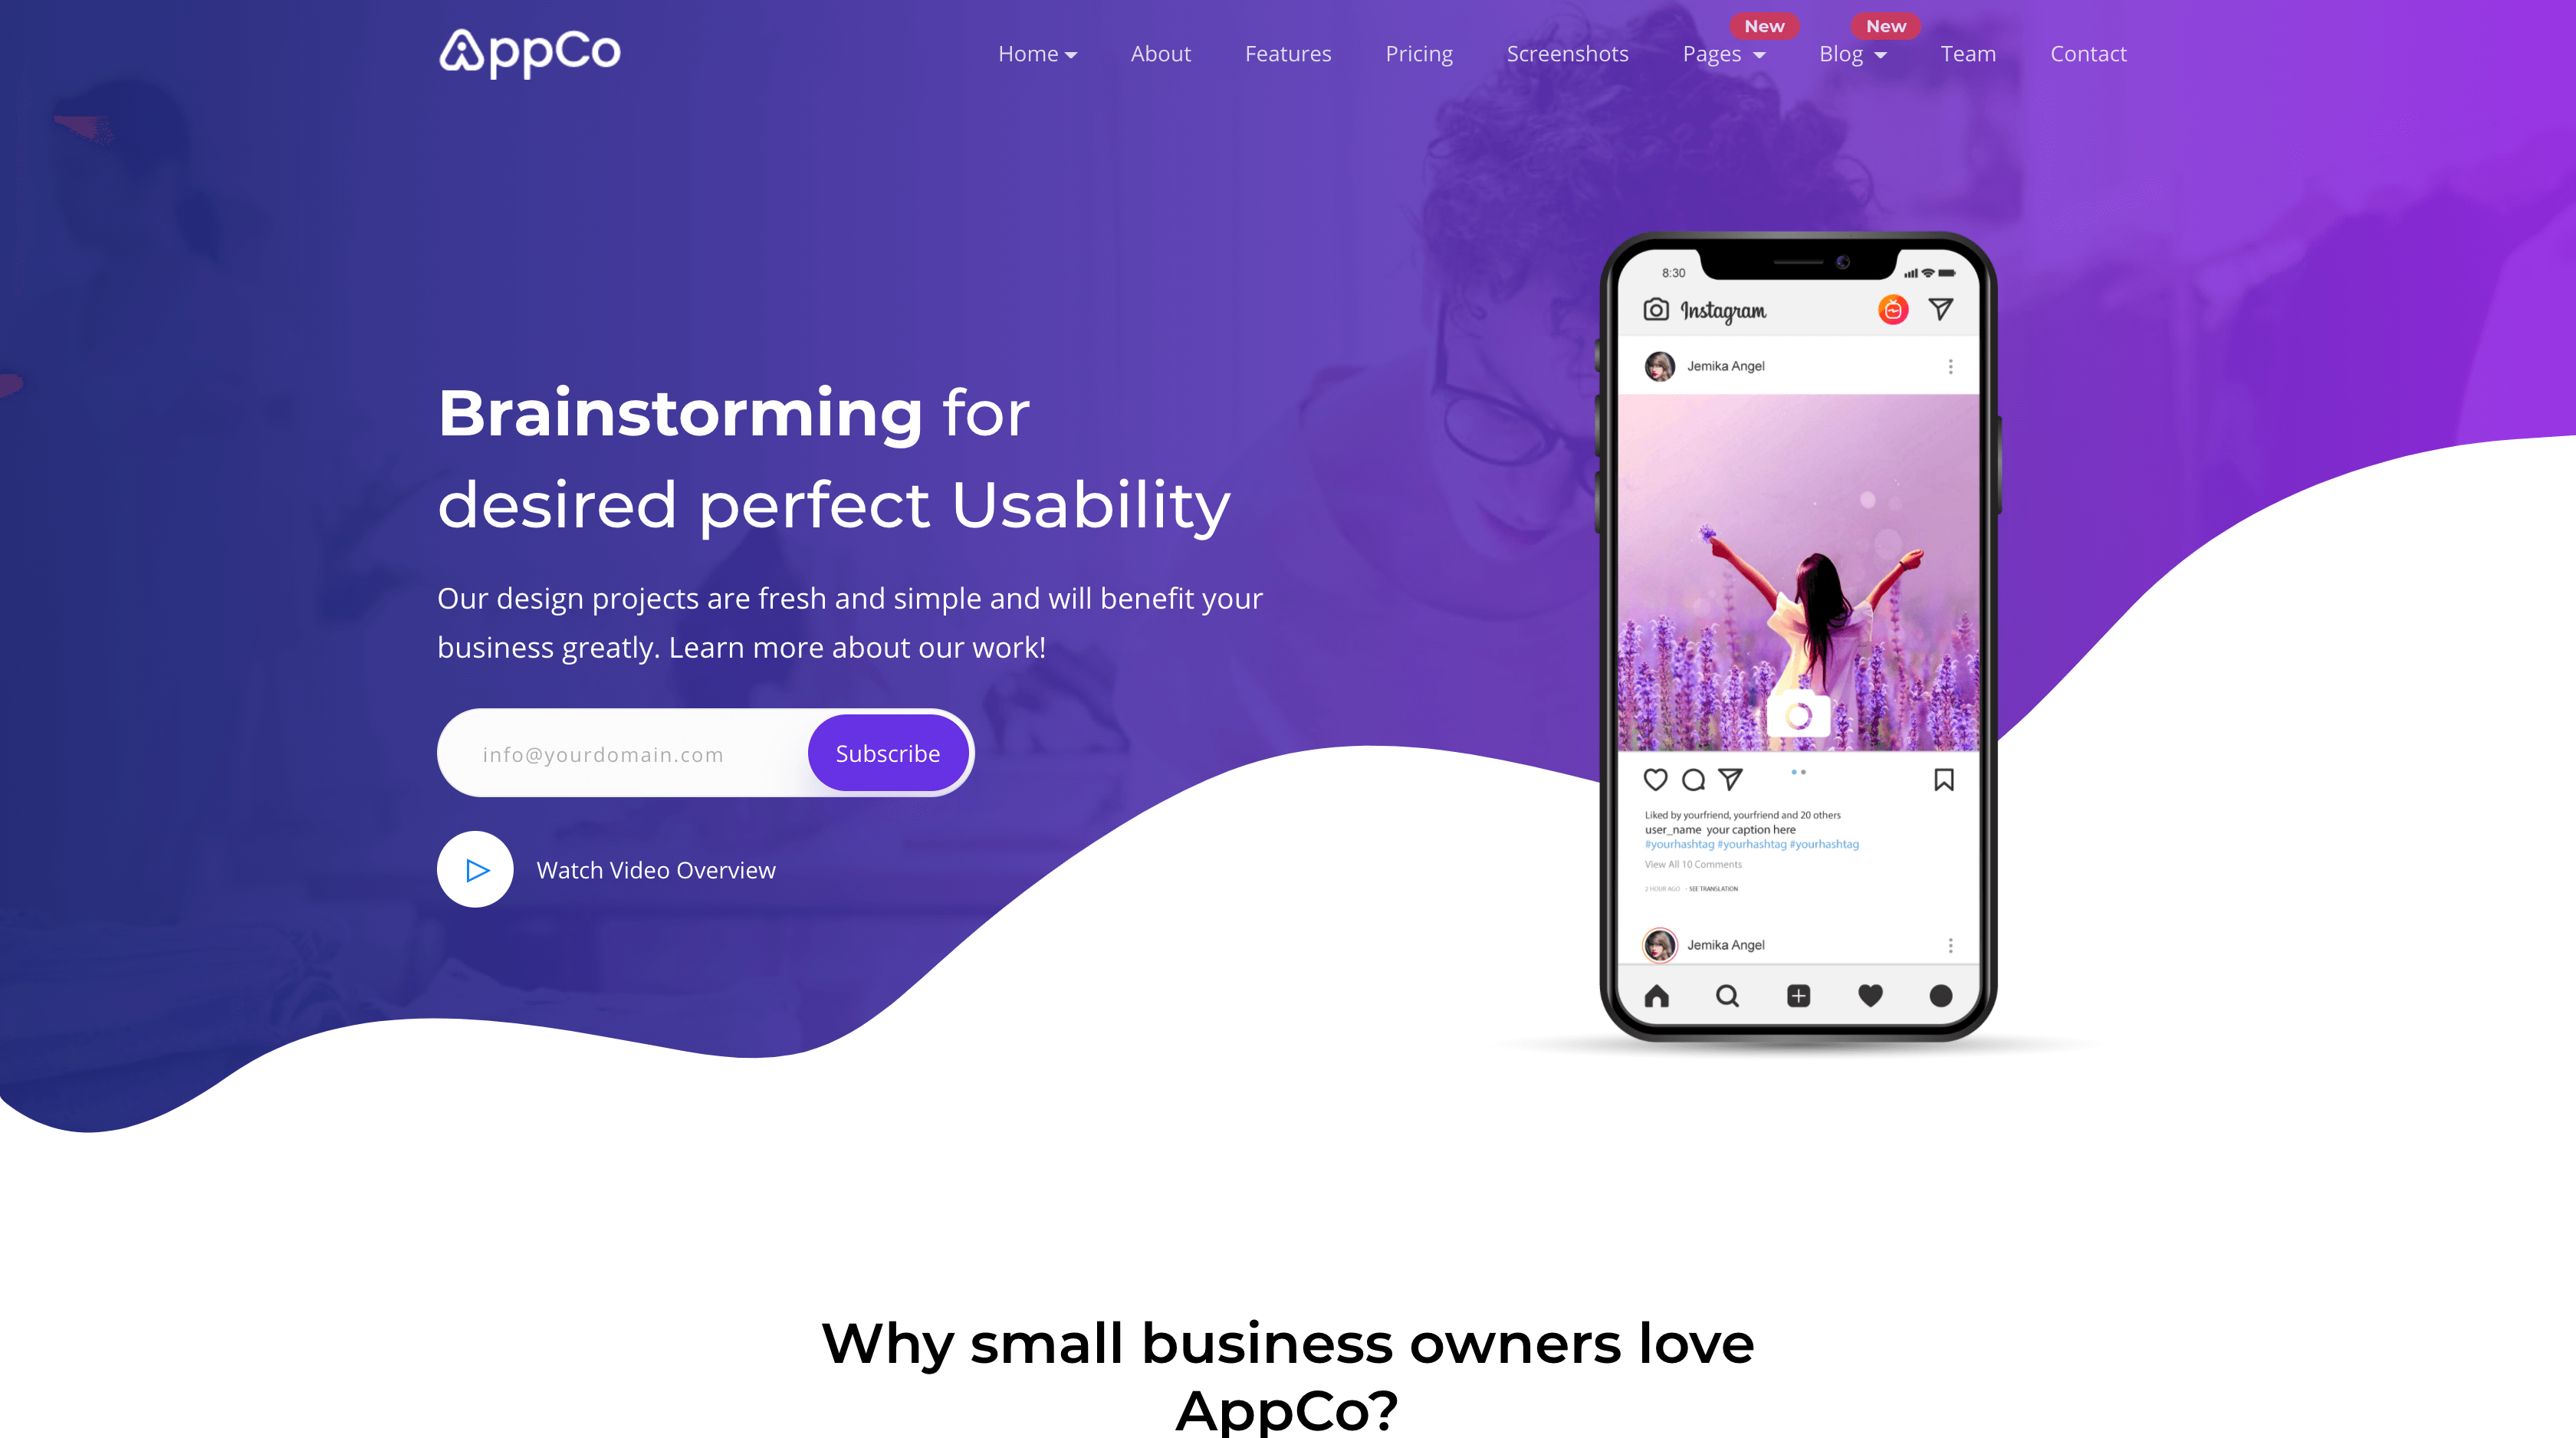 AppCo
Home
About
Features
Pricing
Screenshots
Pages
New
Blog
New
Team
Contact
Brainstorming for
desired perfect Usability
Our design projects are fresh and simple and will benefit your
business greatly. Learn more about our work!
info@yourdomain.com
Subscribe
Watch Video Overview
8:30
Instagram
Jemika Angel
Liked by yourfriend, yourfriend and 20 others
user_name your caption here
#yourhashtag #yourhashtag #yourhashtag
View All 10 Comments
2 HOUR AGO · SEE TRANSLATION
Jemika Angel
Why small business owners love
AppCo?